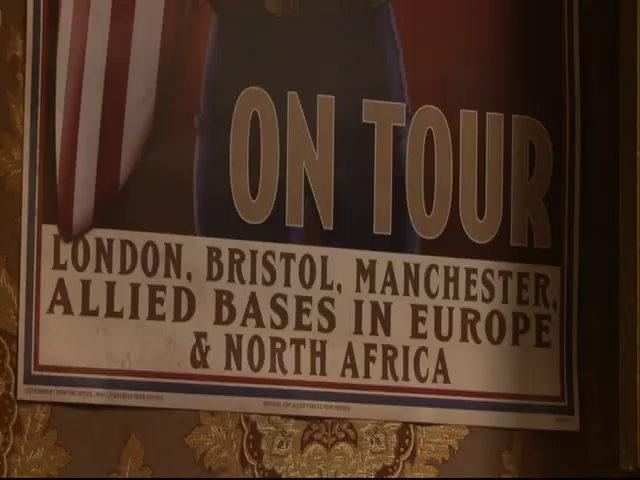 ON TOUR
LONDON, BRISTOL, MANCHESTER,
ALLIED BASES IN EUROPE
& NORTH AFRICA